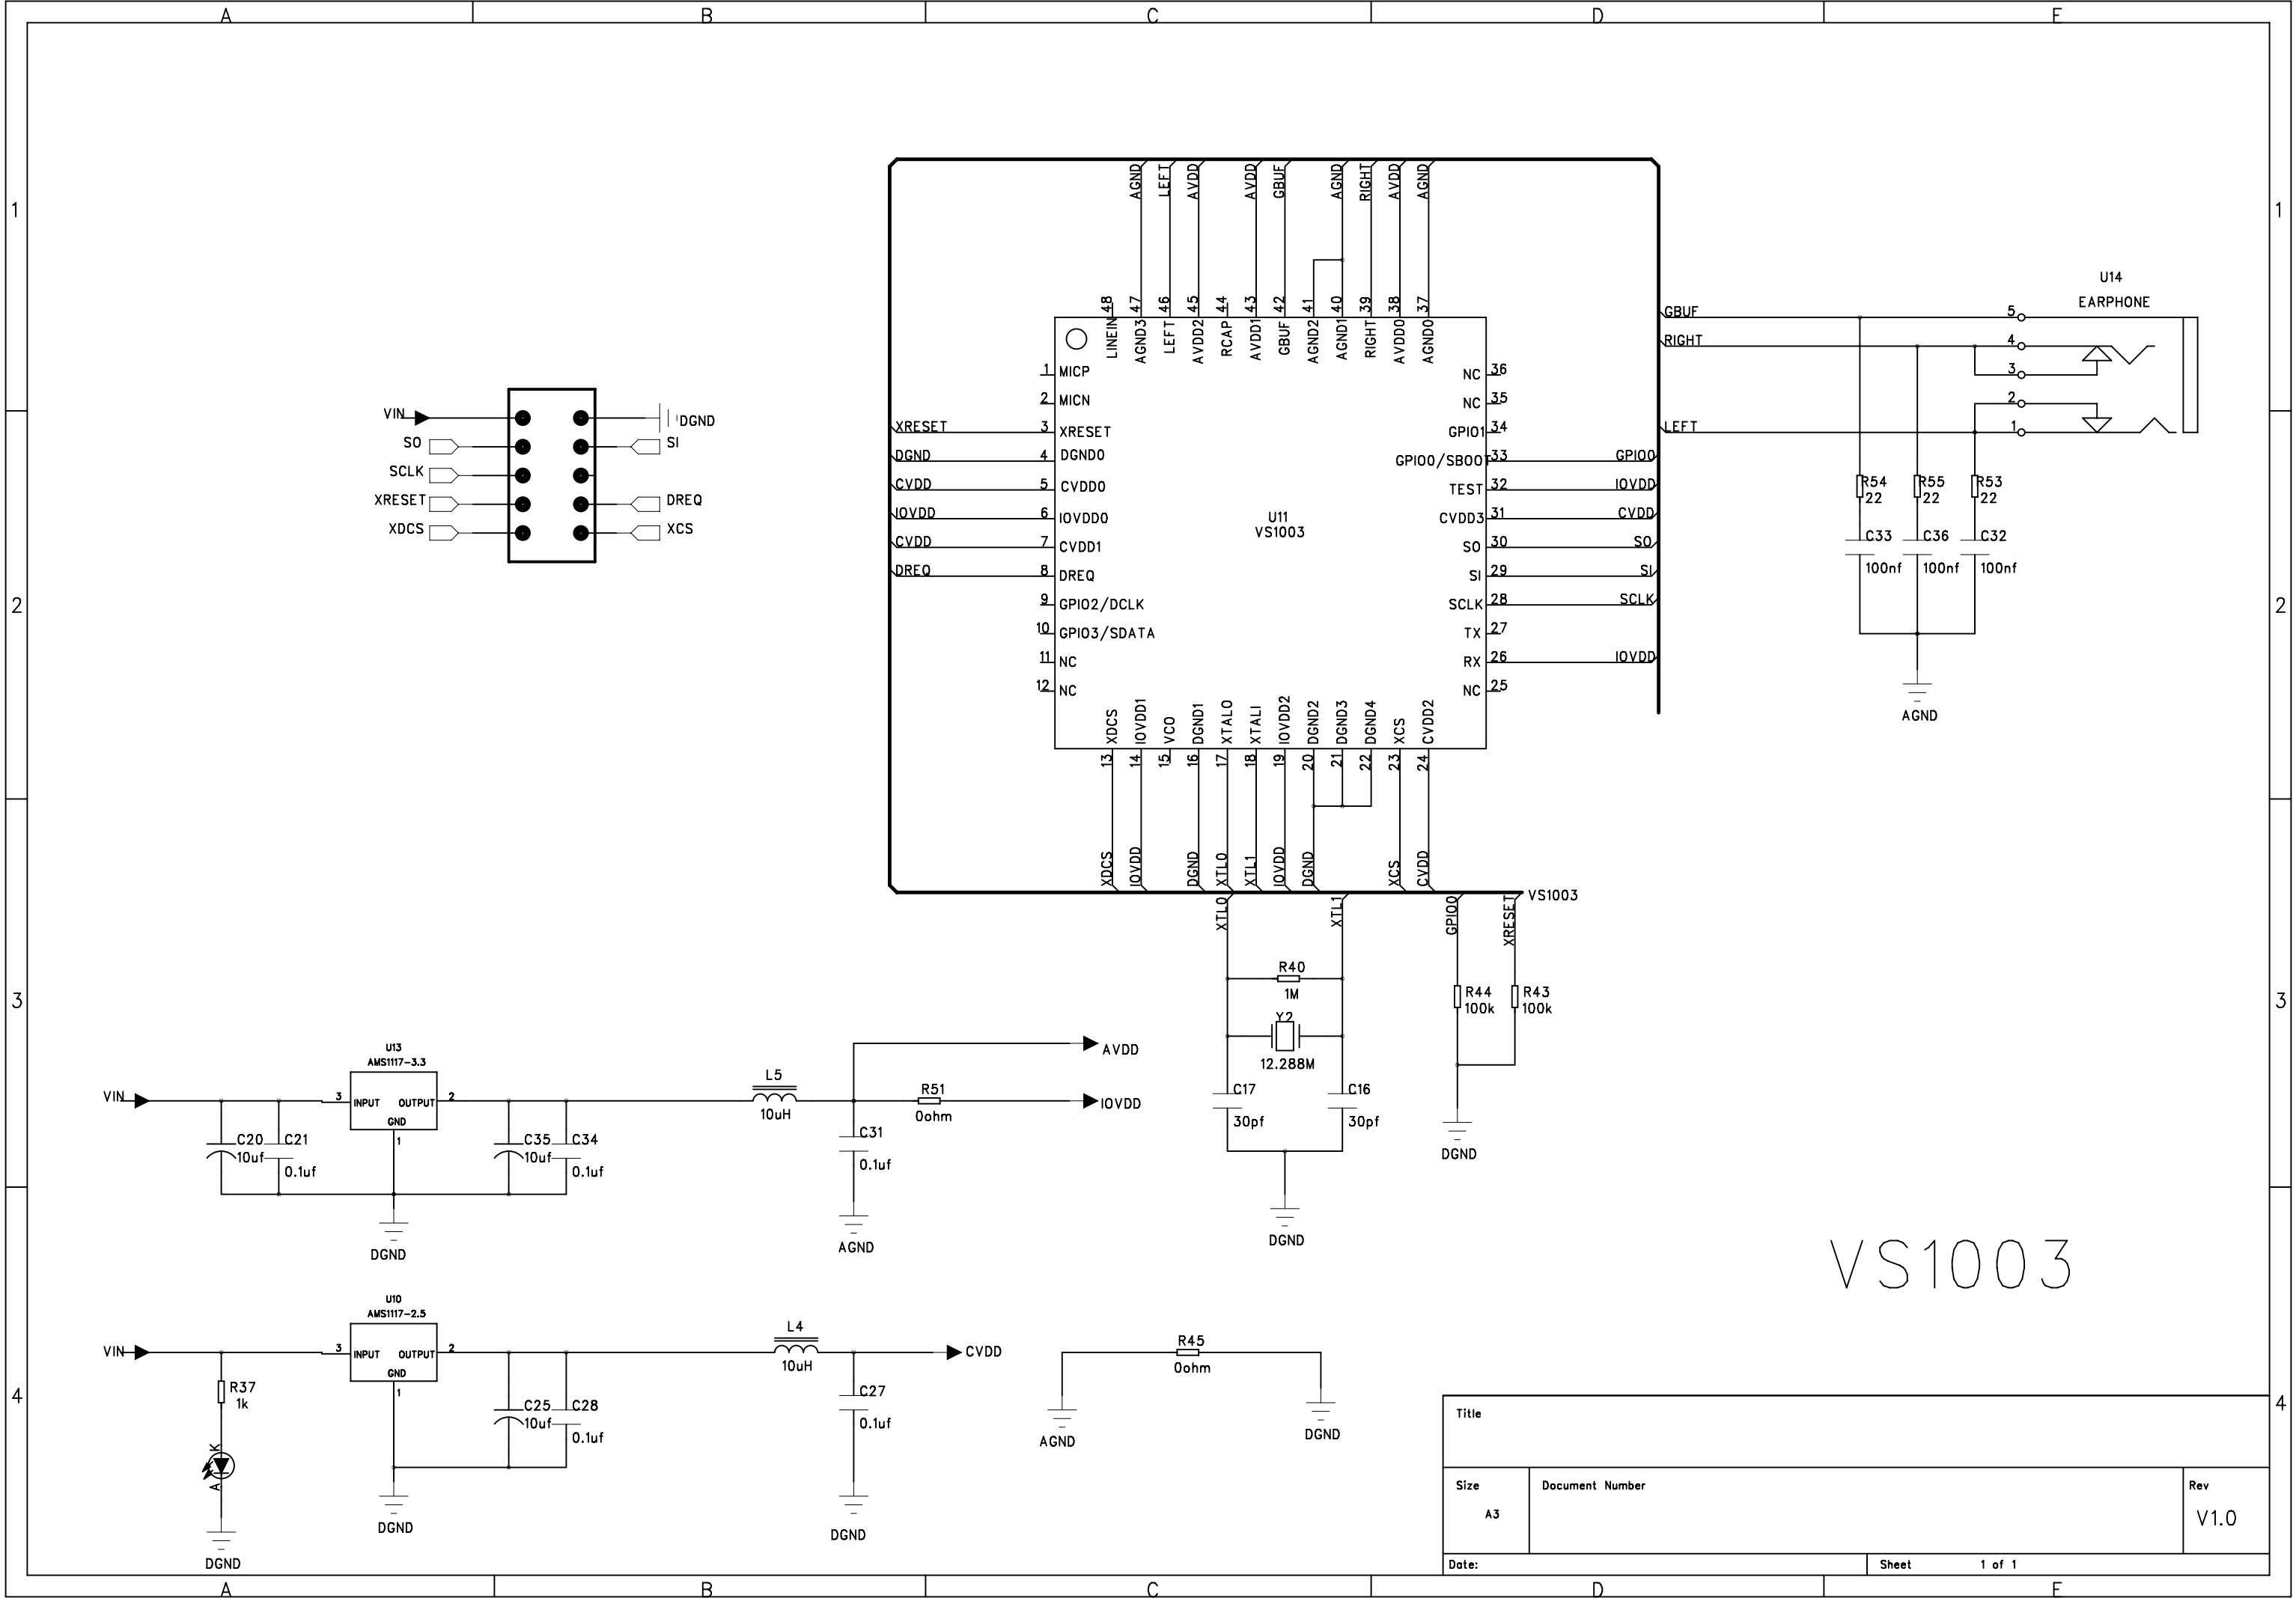 A B C D E
1 1
AGND LEFT AVDD AVDD GBUF AGND RIGHT AVDD AGND
48 47 46 45 44 43 42 41 40 39 38 37
LINEIN AGND3 LEFT AVDD2 RCAP AVDD1 GBUF AGND2 AGND1 RIGHT AVDD0 AGND0
U14
EARPHONE
GBUF 5
RIGHT 4
3
2
LEFT 1
VIN DGND
SO SI
SCLK
XRESET DREQ
XDCS XCS
1 MICP
2 MICN
XRESET 3 XRESET
DGND 4 DGND0
CVDD 5 CVDD0
IOVDD 6 IOVDD0
CVDD 7 CVDD1
DREQ 8 DREQ
9 GPIO2/DCLK
10 GPIO3/SDATA
11 NC
12 NC
U11
VS1003
NC 36
NC 35
GPIO1 34
GPIO0/SBOOT 33 GPIO0
TEST 32 IOVDD
CVDD3 31 CVDD
SO 30 SO
SI 29 SI
SCLK 28 SCLK
TX 27
RX 26 IOVDD
NC 25
R54 R55 R53
22 22 22
C33 C36 C32
100nf 100nf 100nf
AGND
2 2
XDCS IOVDD1 VCO DGND1 XTALO XTALI IOVDD2 DGND2 DGND3 DGND4 XCS CVDD2
13 14 15 16 17 18 19 20 21 22 23 24
XDCS IOVDD DGND XTL0 XTL1 IOVDD DGND XCS CVDD
VS1003
XTL0 XTL1 GPIO0 XRESET
R40
1M
Y2
12.288M
C17 C16
30pf 30pf
DGND
R44 R43
100k 100k
DGND
3 3
U13
AMS1117-3.3
VIN 3 INPUT OUTPUT 2
GND
1
C20 C21
10uf
0.1uf
C35 C34
10uf
0.1uf
DGND
L5
10uH
R51
0ohm
AVDD
IOVDD
C31
0.1uf
AGND
VS1003
U10
AMS1117-2.5
VIN 3 INPUT OUTPUT 2
GND
1
R37
1k
K
A
DGND
C25 C28
10uf
0.1uf
DGND
L4
10uH
CVDD
C27
0.1uf
DGND
R45
0ohm
AGND DGND
4 4
Title
Size Document Number Rev
A3 V1.0
Date: Sheet 1 of 1
A B C D E